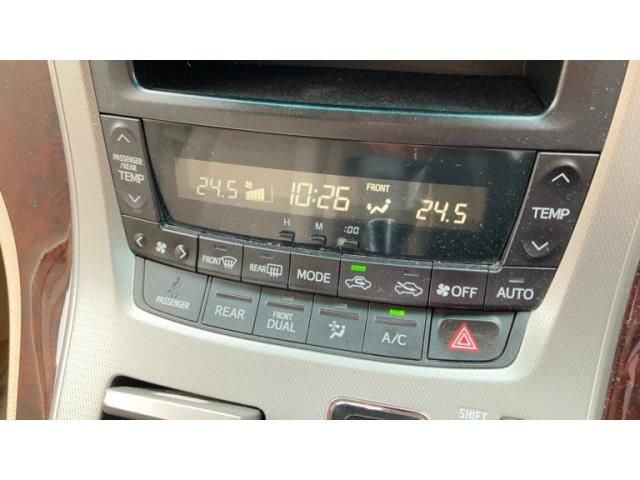 PASSENGER
/REAR
TEMP
24.5 10:26 FRONT 24.5
H M :00
TEMP
FRONT REAR MODE OFF AUTO
PASSENGER REAR FRONT
DUAL A/C
SHIFT